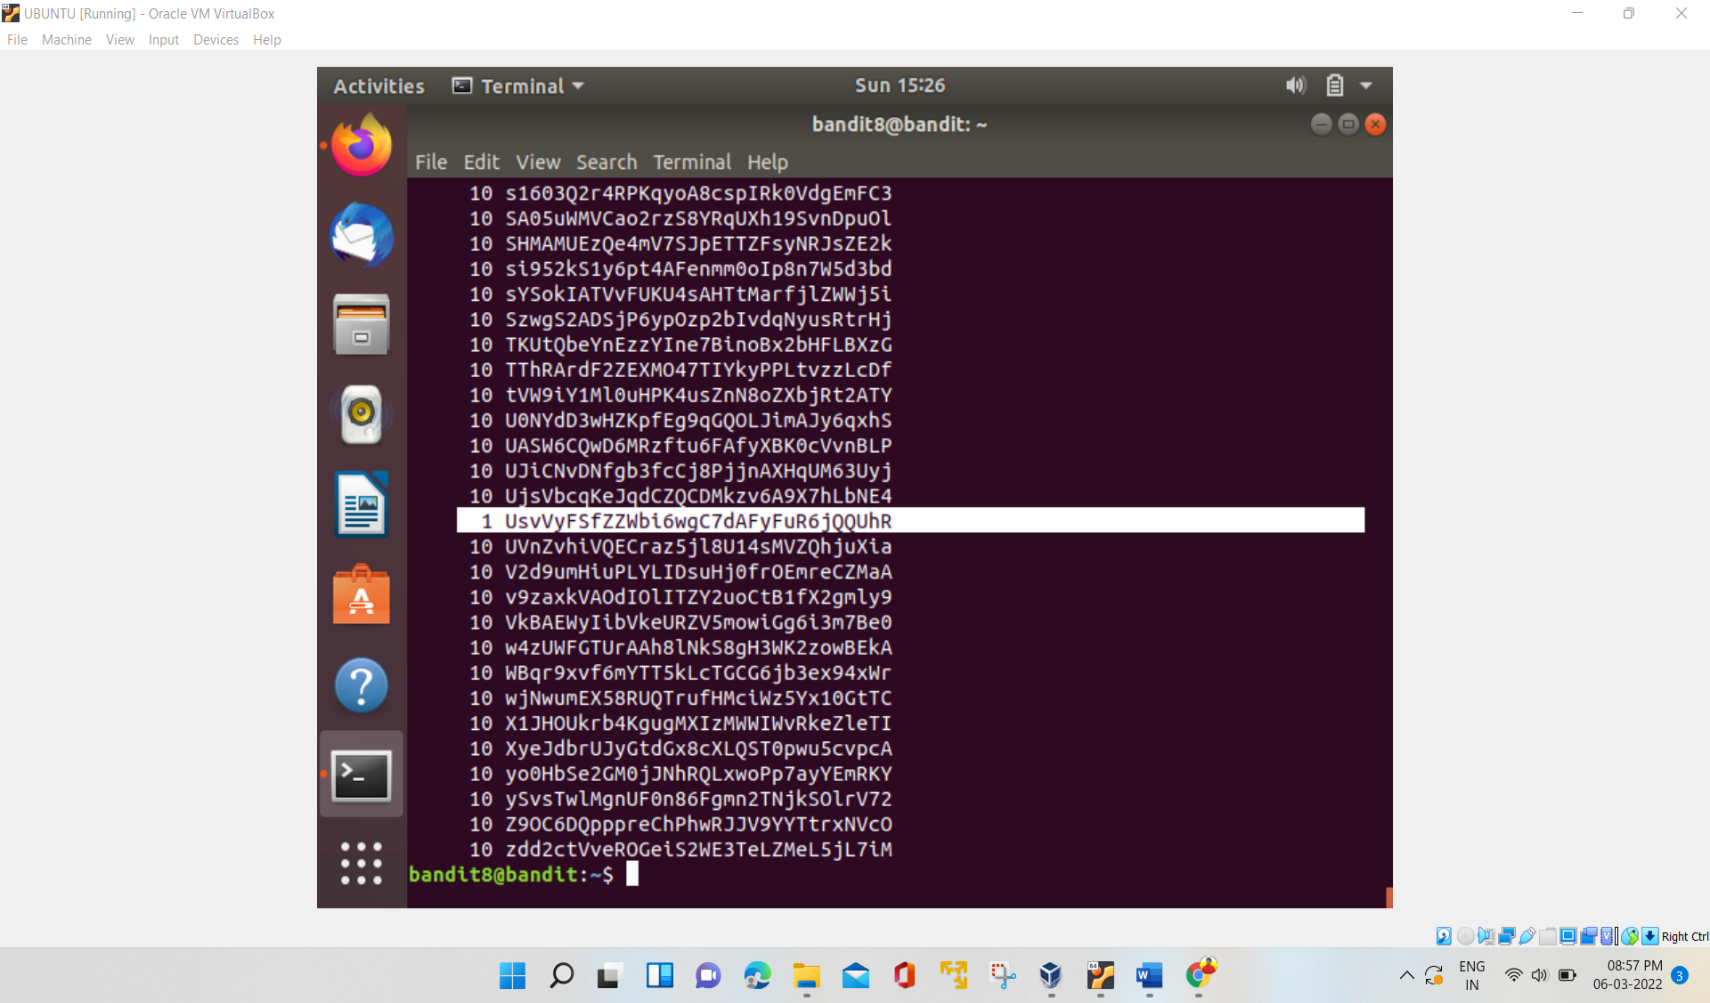 UBUNTU [Running] - Oracle VM VirtualBox
File Machine View Input Devices Help
Activities Terminal Sun 15:26
bandit8@bandit: ~
File Edit View Search Terminal Help
10 s1603Q2r4RPKqyoA8cspIRk0VdgEmFC3
10 SA05uWMVCao2rzS8YRqUXh19SvnDpuOl
10 SHMAMUEzQe4mV7SJpETTZFsyNRJsZE2k
10 si952kS1y6pt4AFenmm0oIp8n7W5d3bd
10 sYSokIATVvFUKU4sAHTtMarfjlZWWj5i
10 SzwgS2ADSjP6ypOzp2bIvdqNyusRtrHj
10 TKUtQbeYnEzzYIne7BinoBx2bHFLBXzG
10 TThRArdF2ZEXMO47TIYkyPPLtvzzLcDf
10 tVW9iY1Ml0uHPK4usZnN8oZXbjRt2ATY
10 U0NYdD3wHZKpfEg9qGQOLJimAJy6qxhS
10 UASW6CQwD6MRzftu6FAfyXBK0cVvnBLP
10 UJiCNvDNfgb3fcCj8PjjnAXHqUM63Uyj
10 UjsVbcqKeJqdCZQCDMkzv6A9X7hLbNE4
1 UsvVyFSfZZWbi6wgC7dAFyFuR6jQQUhR
10 UVnZvhiVQECraz5jl8U14sMVZQhjuXia
10 V2d9umHiuPLYLIDsuHj0frOEmreCZMaA
10 v9zaxkVAOdIOlITZY2uoCtB1fX2gmly9
10 VkBAEWyIibVkeURZV5mowiGg6i3m7Be0
10 w4zUWFGTUrAAh8lNkS8gH3WK2zowBEkA
10 WBqr9xvf6mYTT5kLcTGCG6jb3ex94xWr
10 wjNwumEX58RUQTrufHMciWz5Yx10GtTC
10 X1JHOUkrb4KgugMXIzMWWIWvRkeZleTI
10 XyeJdbrUJyGtdGx8cXLQST0pwu5cvpcA
10 yo0HbSe2GM0jJNhRQLxwoPp7ayYEmRKY
10 ySvsTwlMgnUF0n86Fgmn2TNjkSOlrV72
10 Z9OC6DQpppreChPhwRJJV9YYTtrxNVcO
10 zdd2ctVveROGeiS2WE3TeLZMeL5jL7iM
bandit8@bandit:~$
Right Ctrl
ENG
IN
08:57 PM
06-03-2022
3